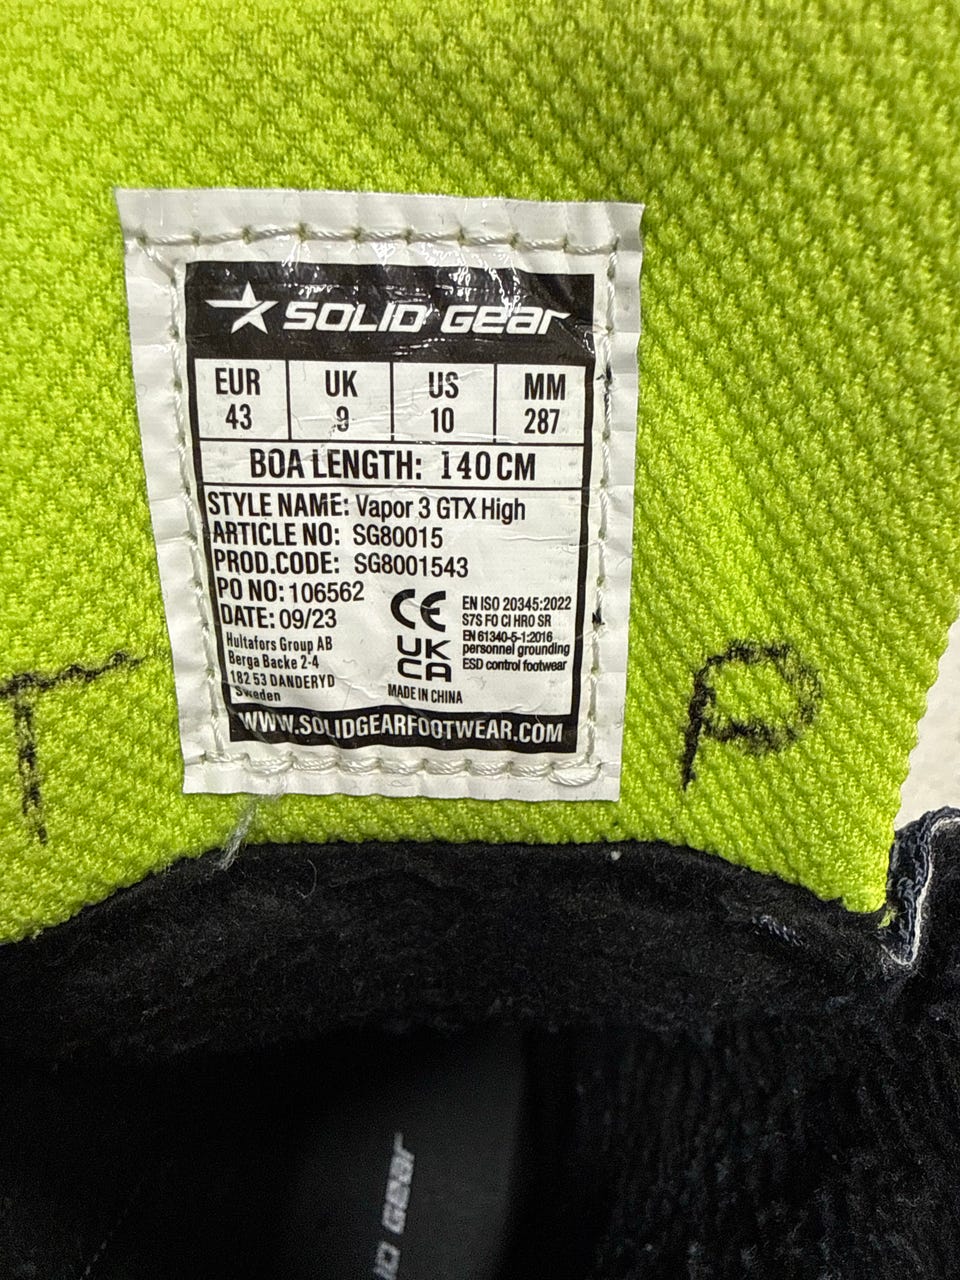 SOLID GEAR
EUR UK US MM
43 9 10 287
BOA LENGTH: 140 CM
STYLE NAME: Vapor 3 GTX High
ARTICLE NO: SG80015
PROD.CODE: SG8001543
PO NO: 106562
DATE: 09/23
Hultafors Group AB
Berga Backe 2-4
182 53 DANDERYD
Sweden
CE
UK
CA
EN ISO 20345:2022
S7S FO CI HRO SR
EN 61340-5-1:2016
personnel grounding
ESD control footwear
MADE IN CHINA
WWW.SOLIDGEARFOOTWEAR.COM
T P
ID GEAR